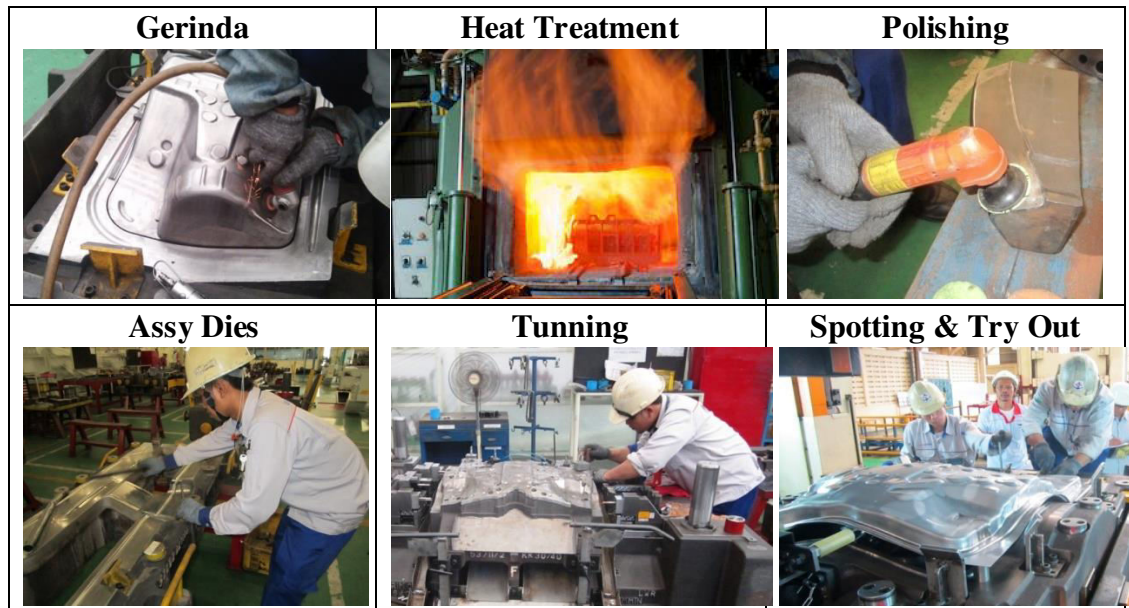 Gerinda
Heat Treatment
Polishing
Assy Dies
Tunning
Spotting & Try Out